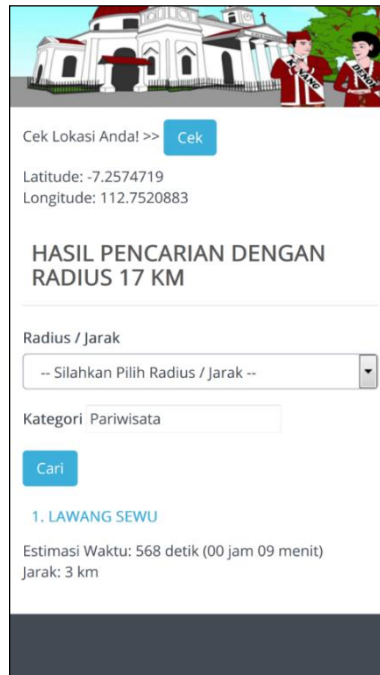 KENANG
DENOK
Cek Lokasi Anda! >> Cek
Latitude: -7.2574719
Longitude: 112.7520883
HASIL PENCARIAN DENGAN
RADIUS 17 KM
Radius / Jarak
-- Silahkan Pilih Radius / Jarak --
Kategori Pariwisata
Cari
1. LAWANG SEWU
Estimasi Waktu: 568 detik (00 jam 09 menit)
Jarak: 3 km